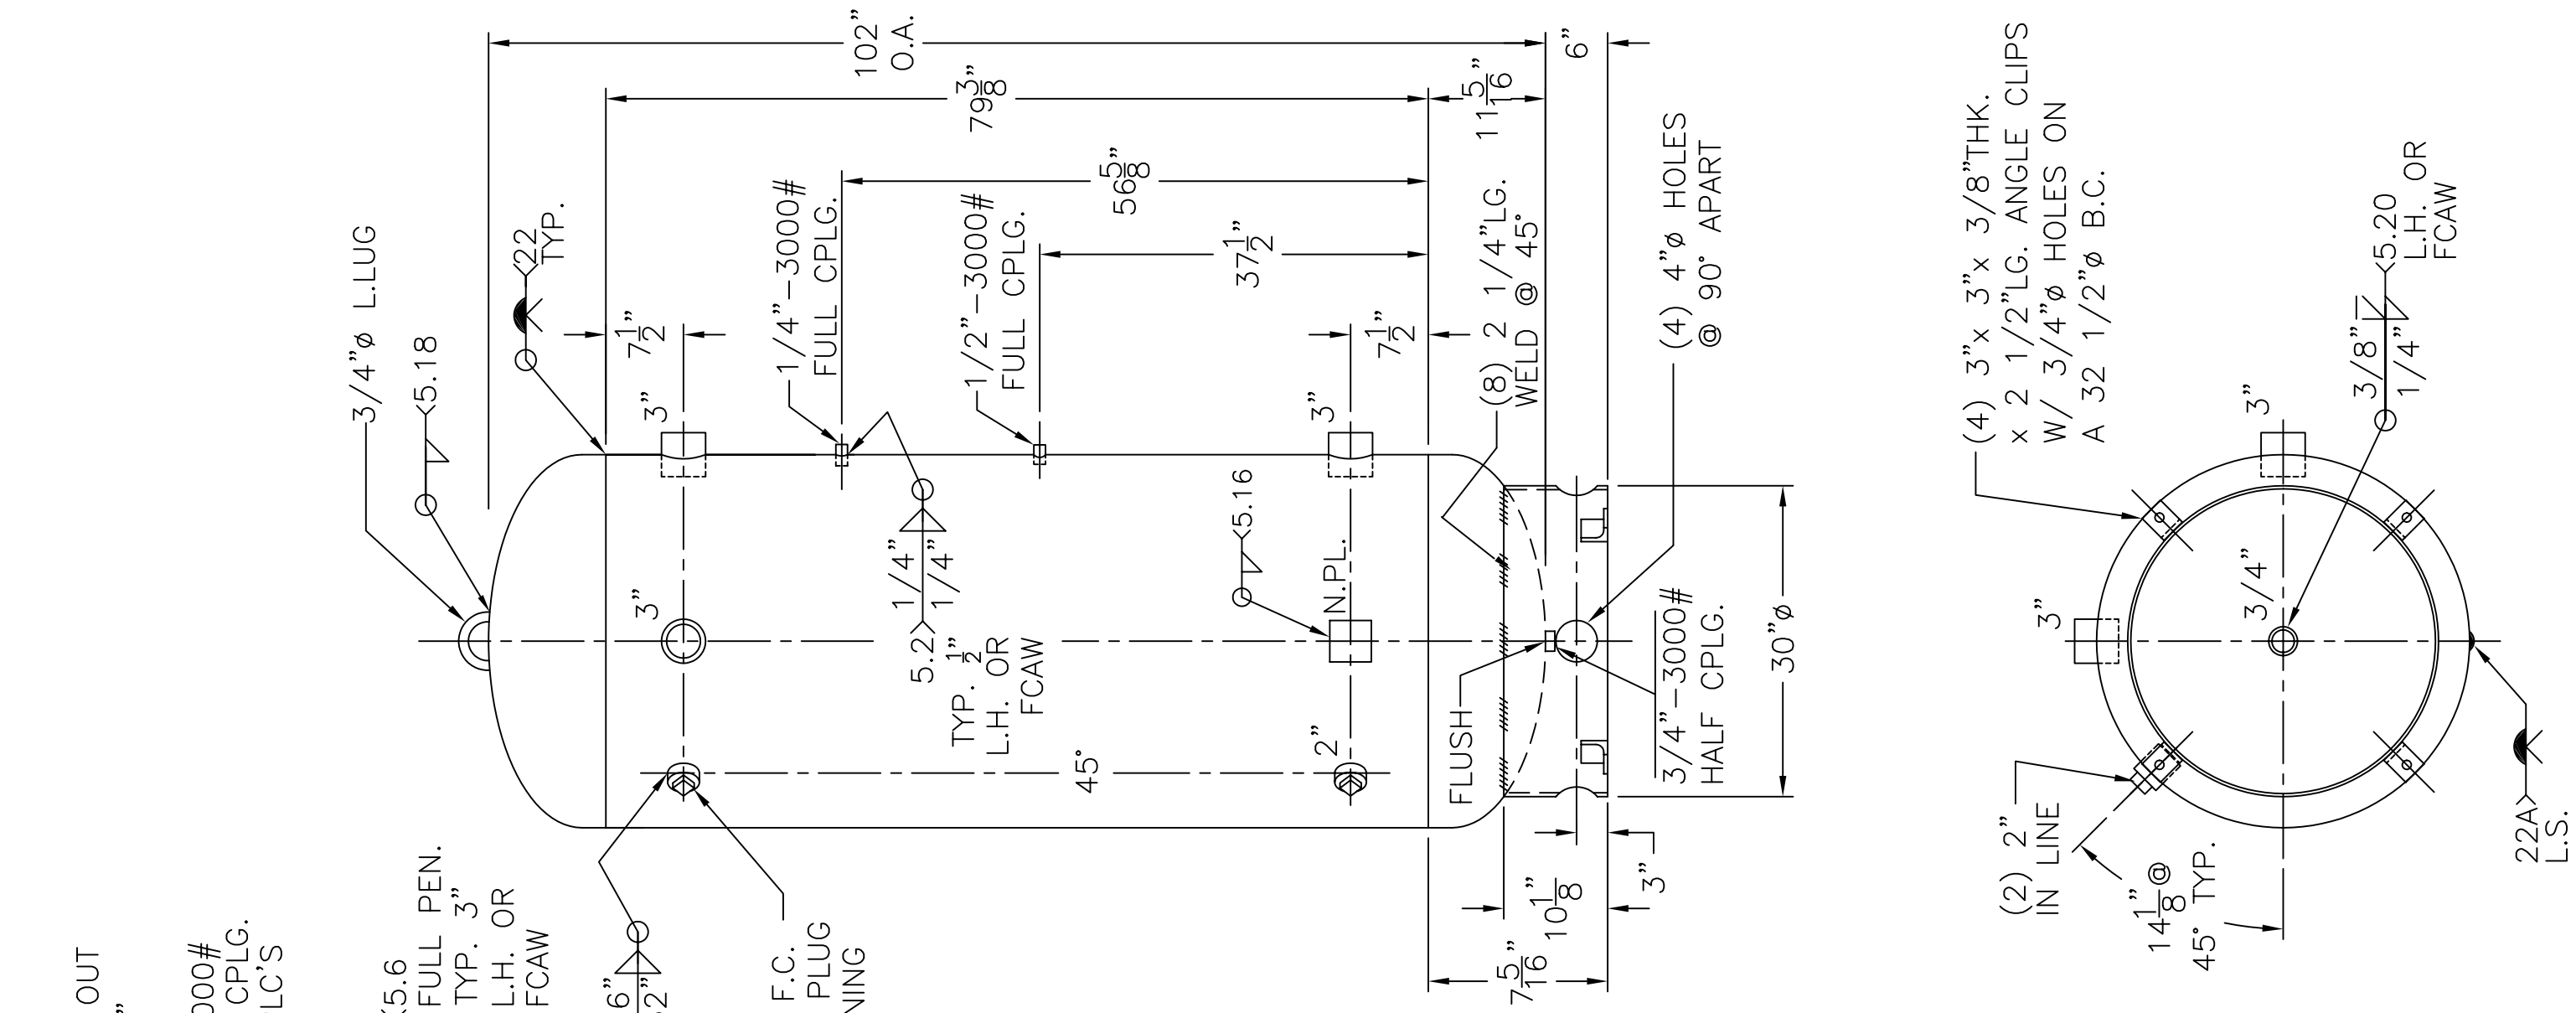 102" O.A.
79 3/8"
11 5/16"
6"
56 5/8"
37 1/2"
3/4"ø L.LUG
5.18
22
TYP.
7 1/2"
3"
1/4"-3000#
FULL CPLG.
1/2"-3000#
FULL CPLG.
7 1/2"
3"
(8) 2 1/4"LG.
WELD @ 45°
(4) 4"ø HOLES
@ 90° APART
3"
5.2
1/4"
1/4"
TYP. 1/2"
L.H. OR
FCAW
5.16
N.PL.
45°
2"
FLUSH
3/4"-3000#
HALF CPLG.
30"ø
3"
10 1/8"
7 5/16"
OUT
"
000#
CPLG.
LC'S
5.6
FULL PEN.
TYP. 3"
L.H. OR
FCAW
6"
2"
F.C.
PLUG
NING
(4) 3"x 3"x 3/8"THK.
x 2 1/2"LG. ANGLE CLIPS
W/ 3/4"ø HOLES ON
A 32 1/2"ø B.C.
5.20
L.H. OR
FCAW
3/8"
1/4"
3"
3"
3/4"
(2) 2"
IN LINE
14 1/8" @
45° TYP.
22A
L.S.